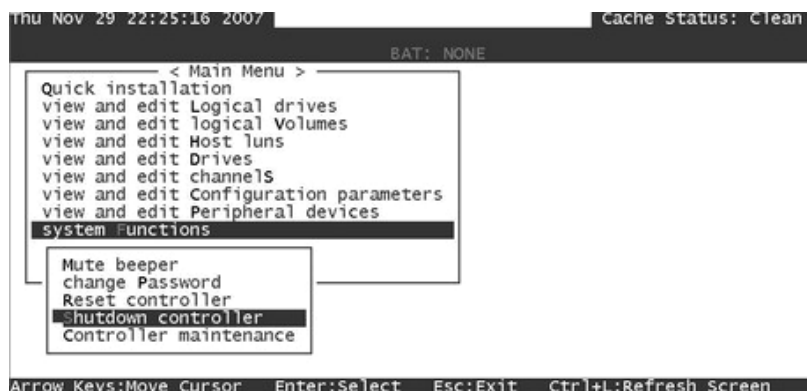 Thu Nov 29 22:25:16 2007 Cache Status: Clean
BAT: NONE
< Main Menu >
Quick installation
view and edit Logical drives
view and edit logical Volumes
view and edit Host luns
view and edit Drives
view and edit channelS
view and edit Configuration parameters
view and edit Peripheral devices
system Functions
Mute beeper
change Password
Reset controller
Shutdown controller
Controller maintenance
Arrow Keys:Move Cursor Enter:Select Esc:Exit Ctrl+L:Refresh Screen